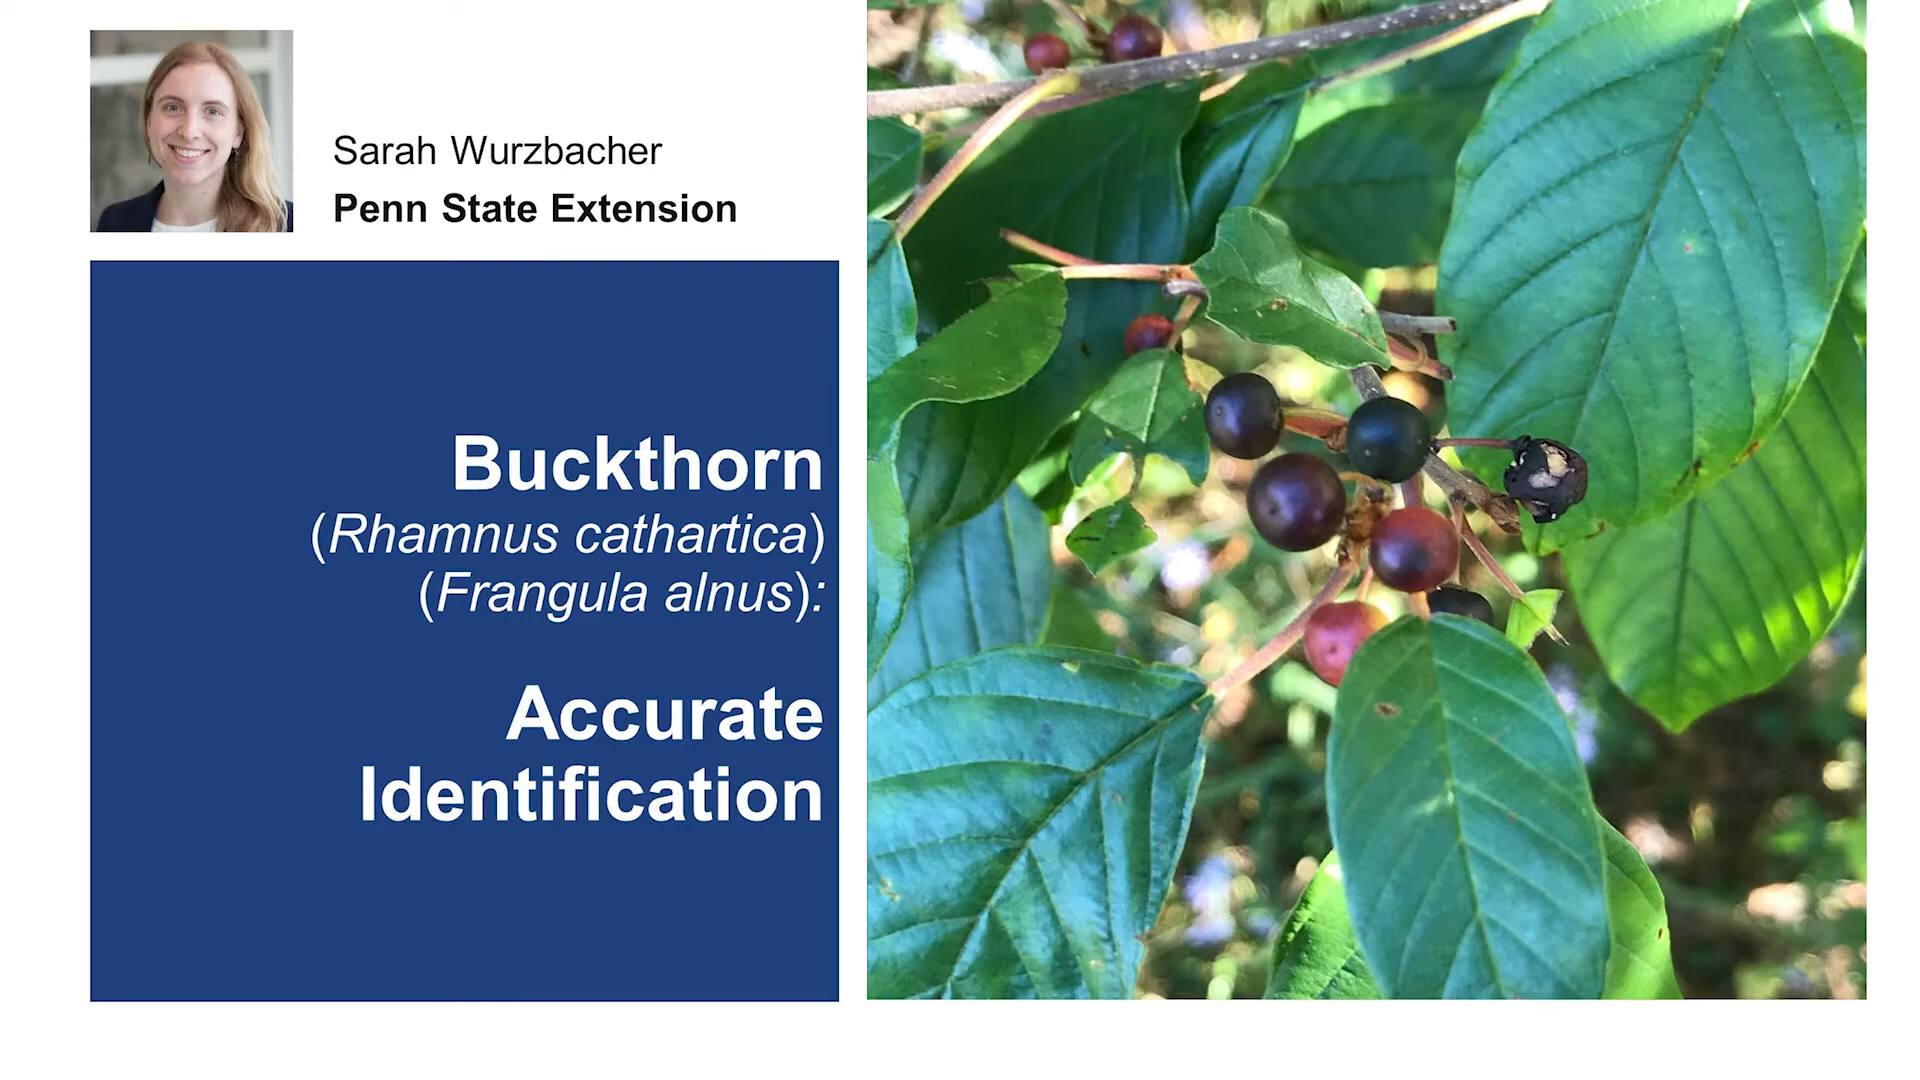 Sarah Wurzbacher
Penn State Extension
Buckthorn
(Rhamnus cathartica)
(Frangula alnus):
Accurate
Identification